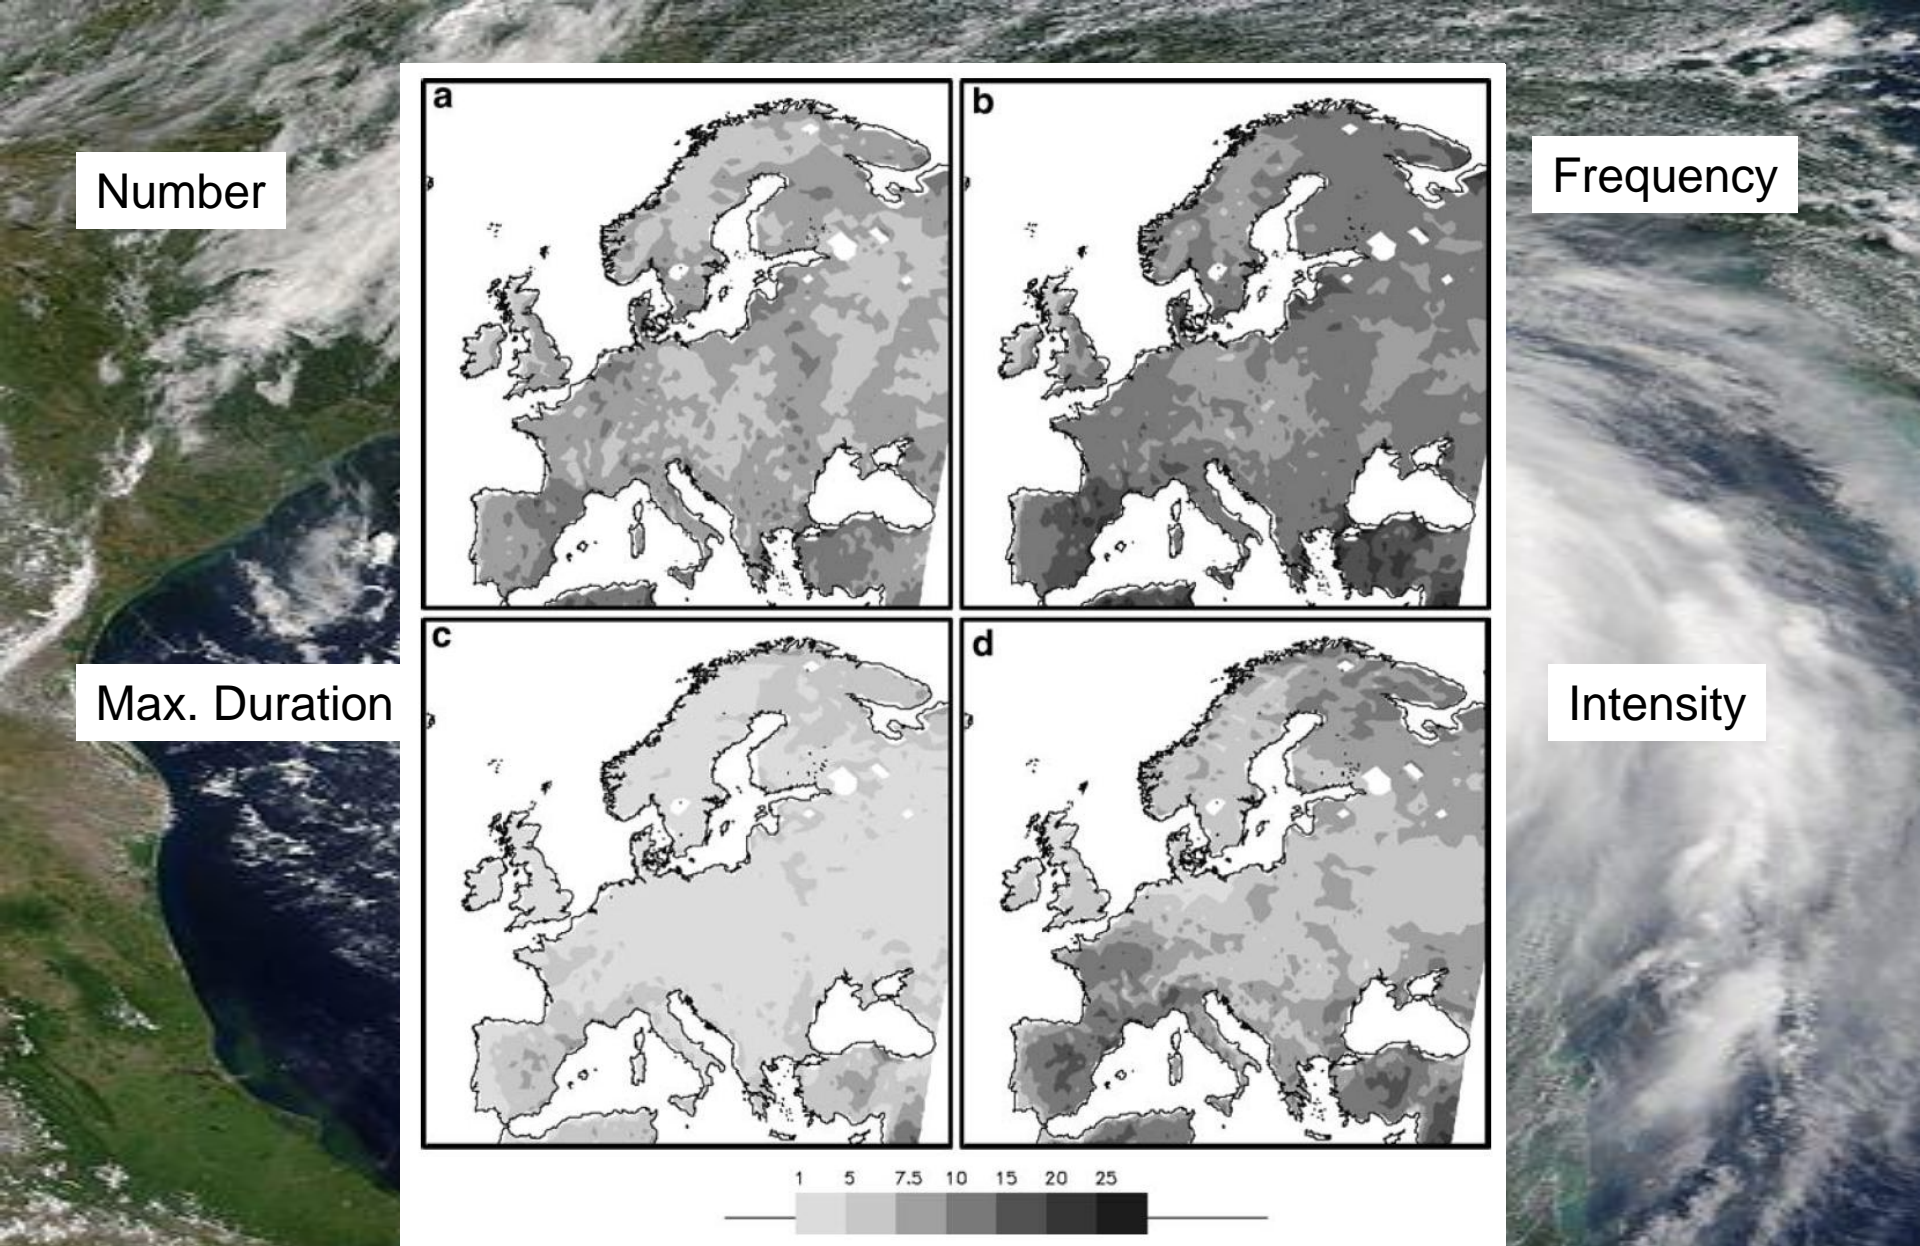 a
b
Number
Frequency
c
d
Max. Duration
Intensity
1 5 7.5 10 15 20 25